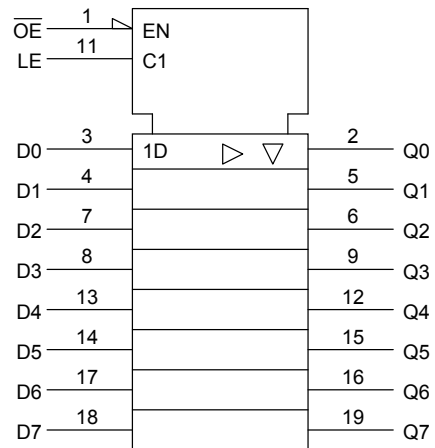 OE 1 EN
LE 11 C1
D0 3 1D 2 Q0
D1 4 5 Q1
D2 7 6 Q2
D3 8 9 Q3
D4 13 12 Q4
D5 14 15 Q5
D6 17 16 Q6
D7 18 19 Q7